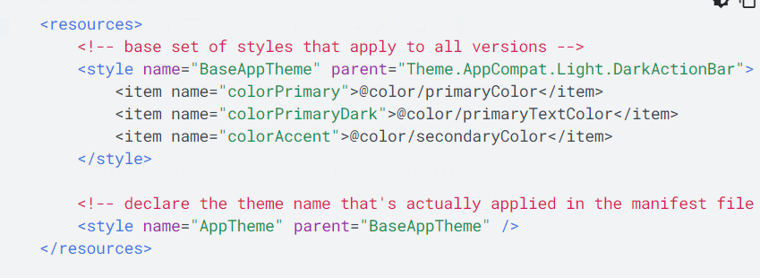 <resources>
<!-- base set of styles that apply to all versions -->
<style name="BaseAppTheme" parent="Theme.AppCompat.Light.DarkActionBar">
<item name="colorPrimary">@color/primaryColor</item>
<item name="colorPrimaryDark">@color/primaryTextColor</item>
<item name="colorAccent">@color/secondaryColor</item>
</style>
<!-- declare the theme name that's actually applied in the manifest file
<style name="AppTheme" parent="BaseAppTheme" />
</resources>